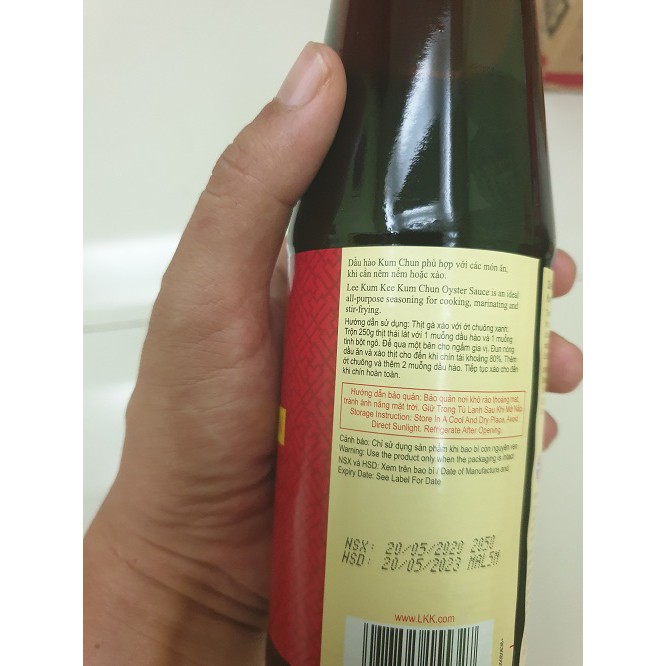 Dầu hào Kum Chun phù hợp với các món ăn,
khi cần nêm nếm hoặc xào.
Lee Kum Kee Kum Chun Oyster Sauce is an ideal
all-purpose seasoning for cooking, marinating and
stir-frying.
Hướng dẫn sử dụng: Thịt gà xào với ớt chuông xanh:
Trộn 250g thịt thái lát với 1 muỗng dầu hào và 1 muỗng
tinh bột ngô. Để qua một bên cho ngấm gia vị. Đun nóng
dầu ăn và xào thịt cho đến khi chín tái khoảng 80%. Thêm
ớt chuông và thêm 2 muỗng dầu hào. Tiếp tục xào cho đến
khi chín hoàn toàn.
Hướng dẫn bảo quản: Bảo quản nơi khô ráo thoáng mát,
tránh ánh nắng mặt trời. Giữ Trong Tủ Lạnh Sau Khi Mở Nắp.
Storage Instruction: Store In A Cool And Dry Place, Avoid
Direct Sunlight. Refrigerate After Opening.
Cảnh báo: Chỉ sử dụng sản phẩm khi bao bì còn nguyên vẹn.
Warning: Use the product only when the packaging is intact.
NSX và HSD: Xem trên bao bì / Date of Manufacture and
Expiry Date: See Label For Date
NSX: 20/05/2020 2050
HSD: 20/05/2023 MAL5M
www.LKK.com